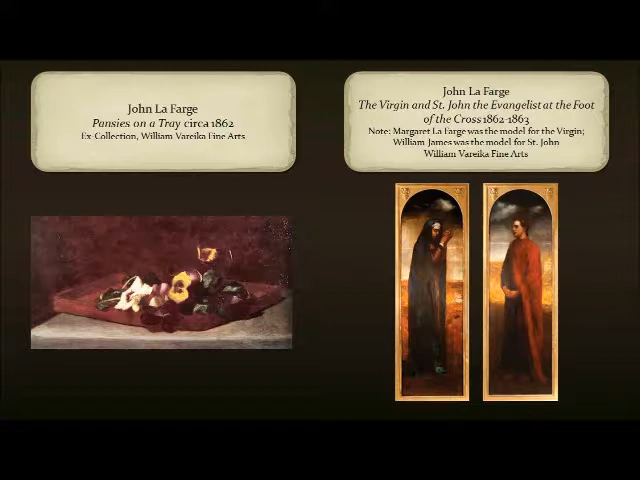 John La Farge
Pansies on a Tray circa 1862
Ex-Collection, William Vareika Fine Arts
John La Farge
The Virgin and St. John the Evangelist at the Foot
of the Cross 1862-1863
Note: Margaret La Farge was the model for the Virgin;
William James was the model for St. John
William Vareika Fine Arts